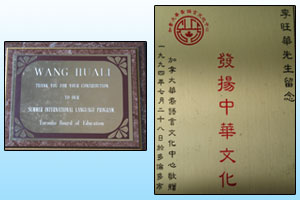 WANG HUALI
THANK YOU FOR YOUR CONTRIBUTION
TO OUR
SUMMER INTERNATIONAL LANGUAGE PROGRAM
Toronto Board of Education
李旺華先生留念
發揚中華文化
加拿大華裔語言文化中心敬贈
一九九四年七月二十八日於多倫多市